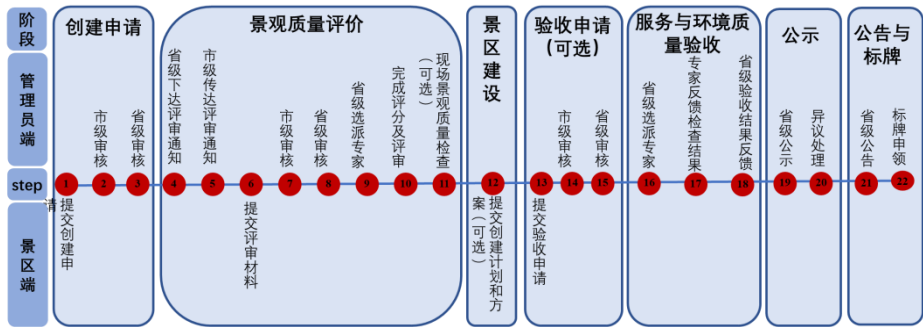 阶段
创建申请
景观质量评价
景区建设
验收申请
(可选)
服务与环境质
量验收
公示
公告与
标牌
管理员端
市级审核
省级审核
省级下达评审通知
市级传达评审通知
市级审核
省级审核
省级选派专家
完成评分及评审
现场景观质量检查
(可选)
市级审核
省级审核
省级选派专家
专家反馈检查结果
省级验收结果反馈
省级公示
异议处理
省级公告
标牌申领
step
1
2
3
4
5
6
7
8
9
10
11
12
13
14
15
16
17
18
19
20
21
22
景区端
提交创建申
请
提交评审材料
提交创建计划和方
案(可选)
提交验收申请